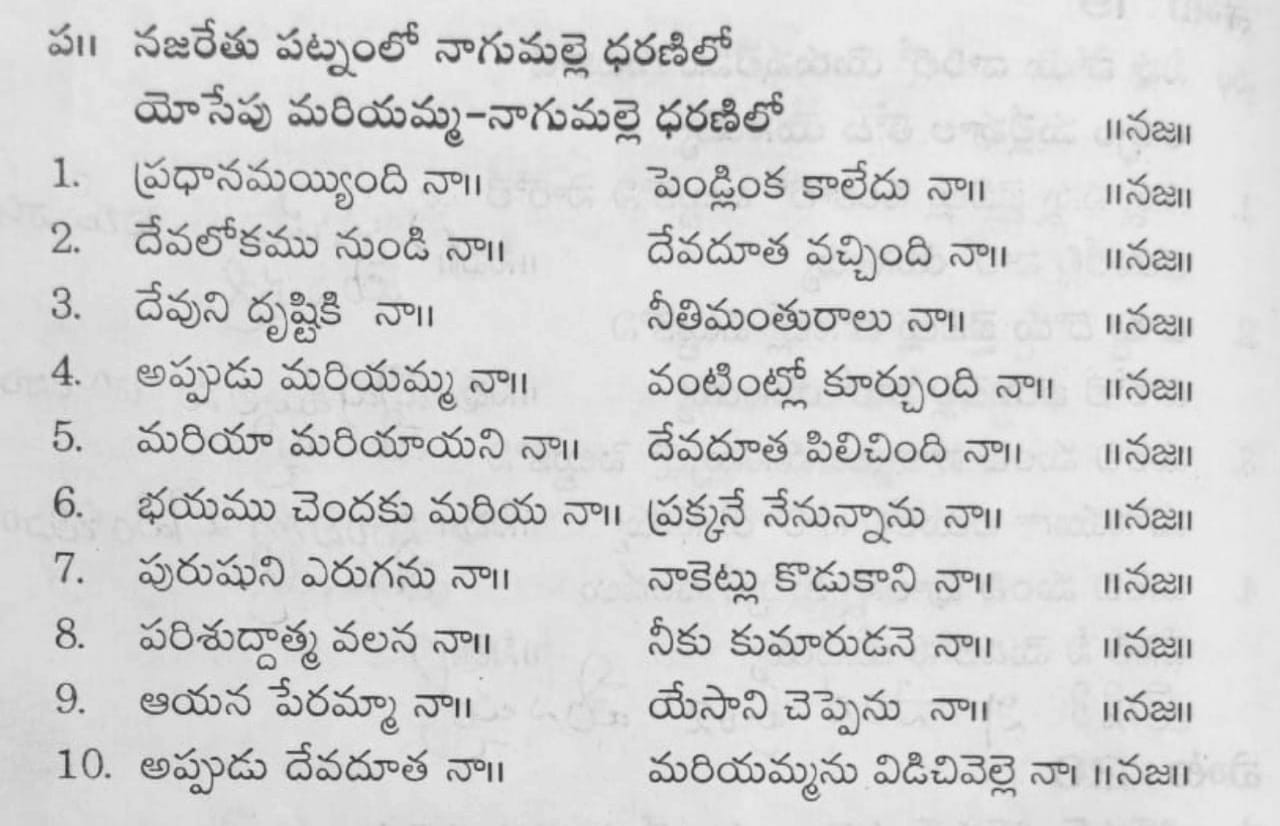 ప॥ నజరేతు పట్నంలో నాగుమల్లె ధరణిలో
యోసేపు మరియమ్మ-నాగుమల్లె ధరణిలో ॥నజ॥
1. ప్రధానమయ్యింది నా॥ పెండ్లింక కాలేదు నా॥ ॥నజ॥
2. దేవలోకము నుండి నా॥ దేవదూత వచ్చింది నా॥ ॥నజ॥
3. దేవుని దృష్టికి నా॥ నీతిమంతురాలు నా॥ ॥నజ॥
4. అప్పుడు మరియమ్మ నా॥ వంటింట్లో కూర్చుంది నా॥ ॥నజ॥
5. మరియా మరియాయని నా॥ దేవదూత పిలిచింది నా॥ ॥నజ॥
6. భయము చెందకు మరియ నా॥ ప్రక్కనే నేనున్నాను నా॥ ॥నజ॥
7. పురుషుని ఎరుగను నా॥ నాకెట్లు కొడుకాని నా॥ ॥నజ॥
8. పరిశుద్దాత్మ వలన నా॥ నీకు కుమారుడనె నా॥ ॥నజ॥
9. ఆయన పేరమ్మా నా॥ యేసాని చెప్పెను నా॥ ॥నజ॥
10. అప్పుడు దేవదూత నా॥ మరియమ్మను విడిచివెల్లె నా। ॥నజ॥